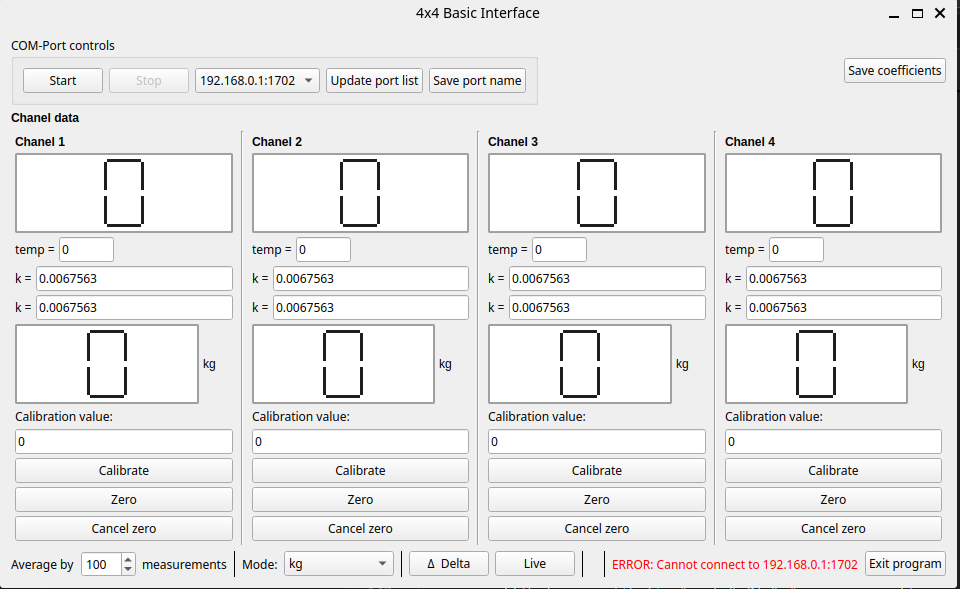 4x4 Basic Interface
COM-Port controls
Start Stop 192.168.0.1:1702 Update port list Save port name Save coefficients
Chanel data
Chanel 1 Chanel 2 Chanel 3 Chanel 4
0 0 0 0
temp = 0 temp = 0 temp = 0 temp = 0
k = 0.0067563 k = 0.0067563 k = 0.0067563 k = 0.0067563
k = 0.0067563 k = 0.0067563 k = 0.0067563 k = 0.0067563
0 kg 0 kg 0 kg 0 kg
Calibration value: Calibration value: Calibration value: Calibration value:
0 0 0 0
Calibrate Calibrate Calibrate Calibrate
Zero Zero Zero Zero
Cancel zero Cancel zero Cancel zero Cancel zero
Average by 100 measurements Mode: kg Δ Delta Live ERROR: Cannot connect to 192.168.0.1:1702 Exit program